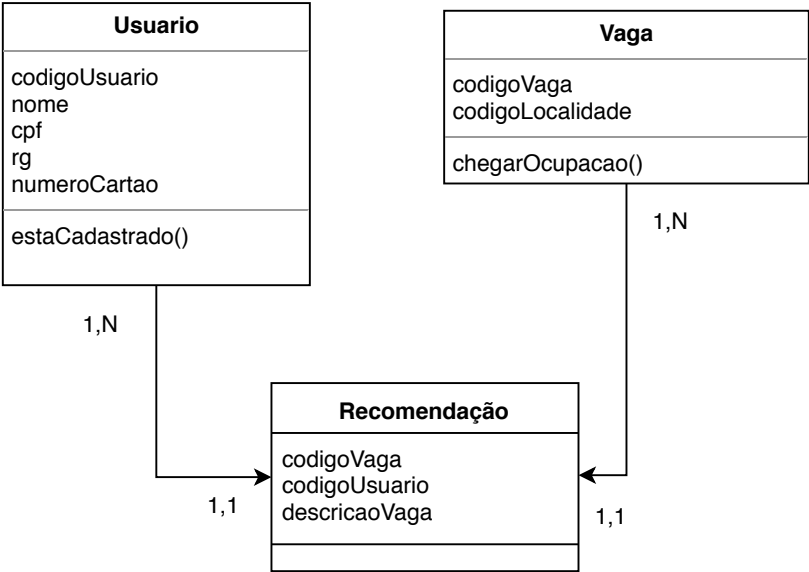 Usuario
codigoUsuario
nome
cpf
rg
numeroCartao
estaCadastrado()
Vaga
codigoVaga
codigoLocalidade
chegarOcupacao()
1,N
1,N
Recomendação
codigoVaga
codigoUsuario
descricaoVaga
1,1
1,1